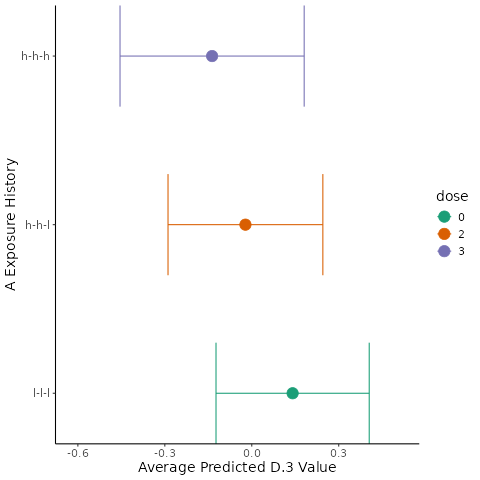 h-h-h
h-h-l
l-l-l
A Exposure History
-0.6 -0.3 0.0 0.3
Average Predicted D.3 Value
dose
0
2
3